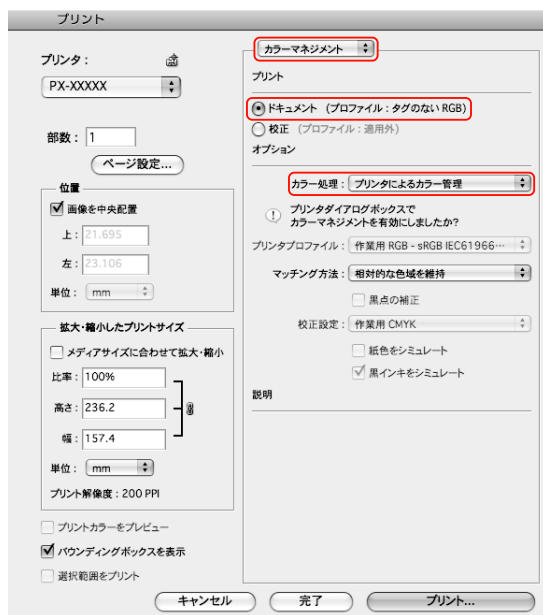 プリント
プリンタ：
PX-XXXXX
部数：1
ページ設定...
位置
画像を中央配置
上：21.695
左：23.106
単位：mm
拡大・縮小したプリントサイズ
メディアサイズに合わせて拡大・縮小
比率：100%
高さ：236.2
幅：157.4
単位：mm
プリント解像度：200 PPI
プリントカラーをプレビュー
バウンディングボックスを表示
選択範囲をプリント
カラーマネジメント
プリント
ドキュメント（プロファイル：タグのない RGB）
校正（プロファイル：適用外）
オプション
カラー処理：プリンタによるカラー管理
プリンタダイアログボックスで
カラーマネジメントを有効にしましたか?
プリンタプロファイル：作業用 RGB - sRGB IEC61966…
マッチング方法：相対的な色域を維持
黒点の補正
校正設定：作業用 CMYK
紙色をシミュレート
黒インキをシミュレート
説明
キャンセル
完了
プリント...